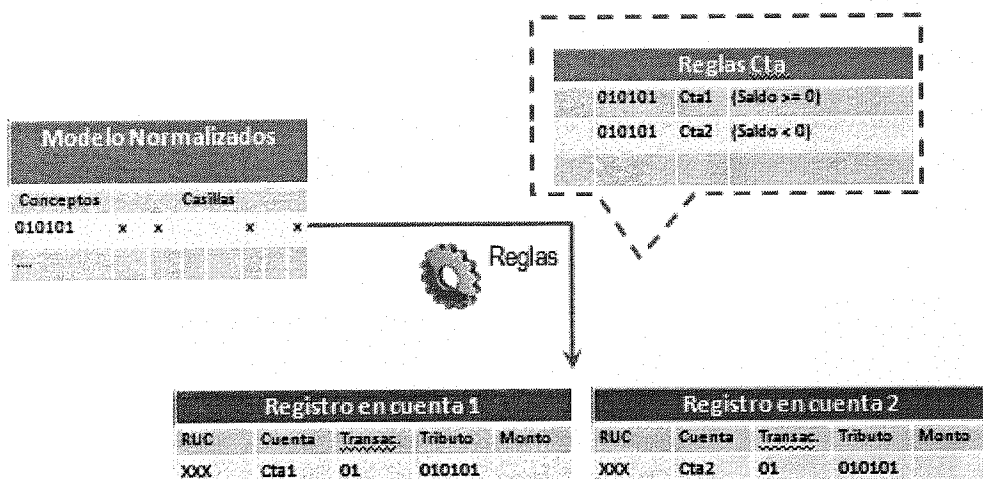 Reglas Cta
010101 Cta1 (Saldo >= 0)
010101 Cta2 (Saldo < 0)
Modelo Normalizados
Conceptos Casillas
010101 x x x x
....
Reglas
Registro en cuenta 1
RUC Cuenta Transac. Tributo Monto
XXX Cta1 01 010101
Registro en cuenta 2
RUC Cuenta Transac. Tributo Monto
XXX Cta2 01 010101